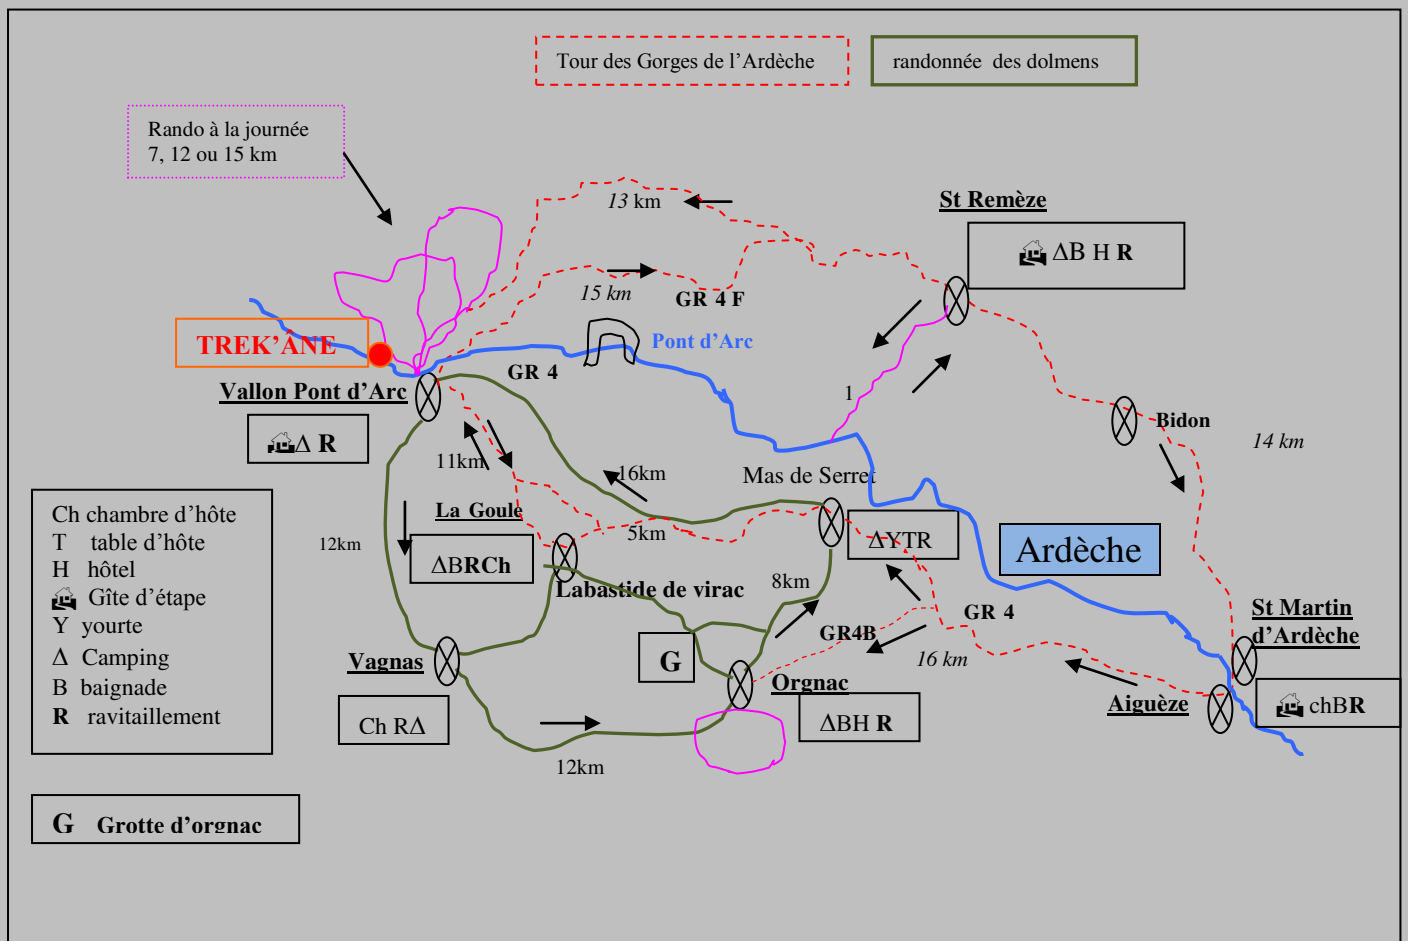 Tour des Gorges de l'Ardèche
randonnée des dolmens
Rando à la journée
7, 12 ou 15 km
13 km
St Remèze
ΔB H R
15 km
GR 4 F
TREK'ÂNE
Pont d'Arc
GR 4
Vallon Pont d'Arc
Δ R
1
Bidon
14 km
11km
16km
Mas de Serret
Ch chambre d'hôte
T table d'hôte
H hôtel
Gîte d'étape
Y yourte
Δ Camping
B baignade
R ravitaillement
La Goule
5km
12km
ΔBRCh
ΔYTR
Ardèche
Labastide de virac
8km
GR4B
GR 4
St Martin
d'Ardèche
Vagnas
G
16 km
Orgnac
Aiguèze
chBR
Ch RΔ
ΔBH R
12km
G Grotte d'orgnac